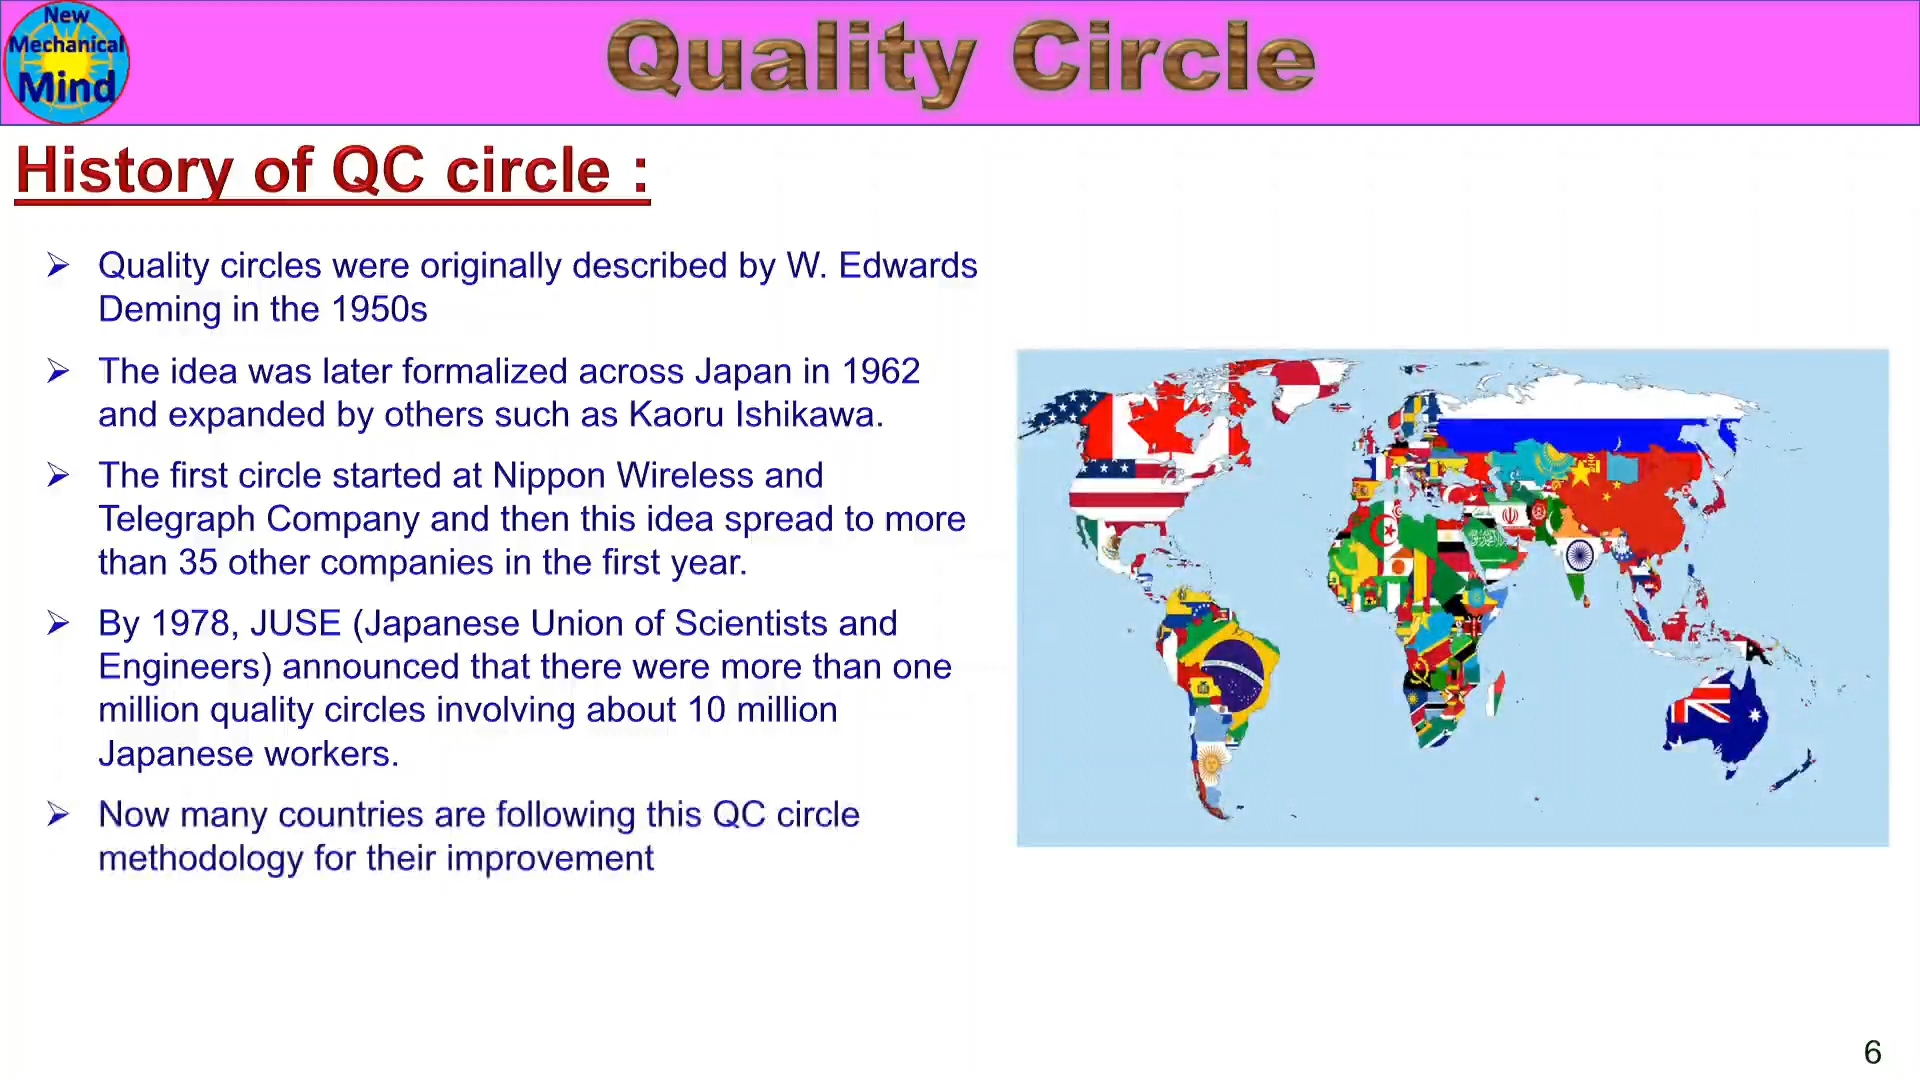 New
Mechanical
Mind
Quality Circle
History of QC circle :
➢ Quality circles were originally described by W. Edwards
Deming in the 1950s
➢ The idea was later formalized across Japan in 1962
and expanded by others such as Kaoru Ishikawa.
➢ The first circle started at Nippon Wireless and
Telegraph Company and then this idea spread to more
than 35 other companies in the first year.
➢ By 1978, JUSE (Japanese Union of Scientists and
Engineers) announced that there were more than one
million quality circles involving about 10 million
Japanese workers.
➢ Now many countries are following this QC circle
methodology for their improvement
6